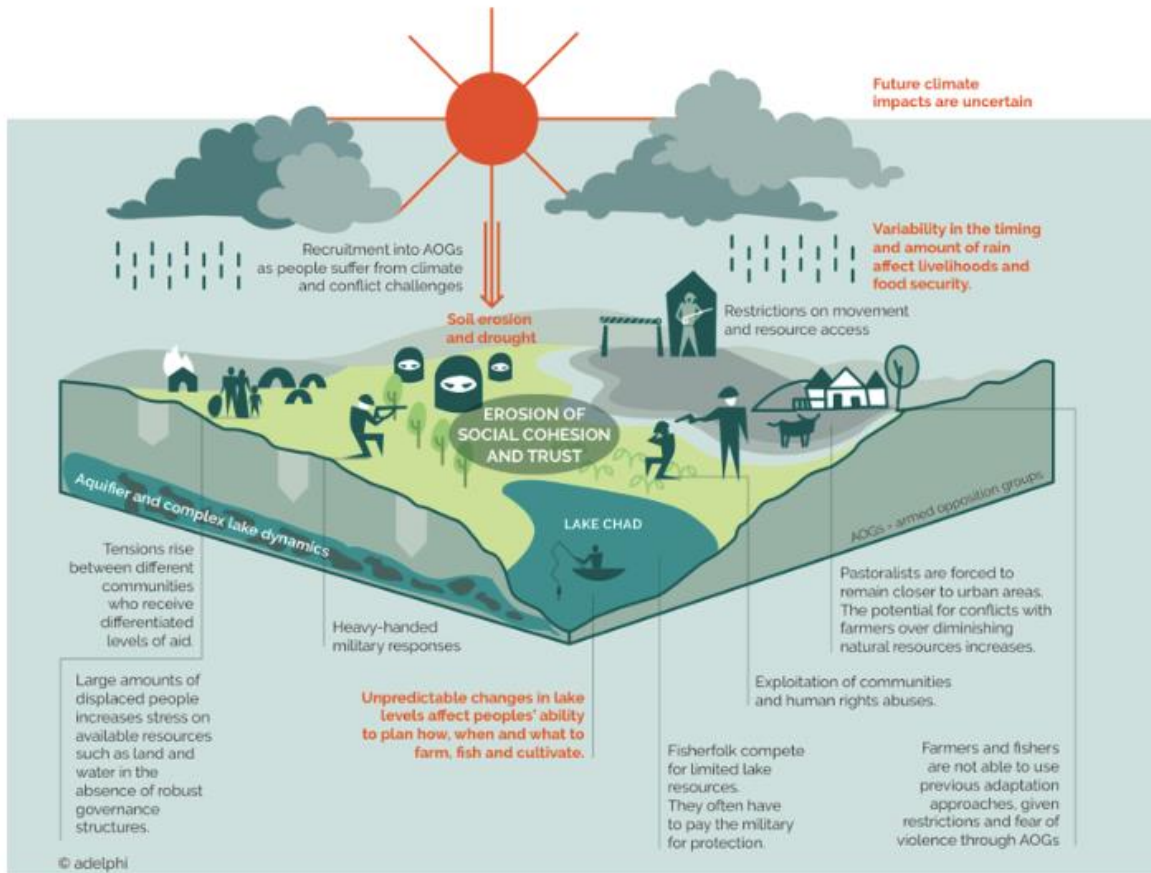 Future climate
impacts are uncertain
Recruitment into AOGs
as people suffer from climate
and conflict challenges
Variability in the timing
and amount of rain
affect livelihoods and
food security.
Soil erosion
and drought
Restrictions on movement
and resource access
EROSION OF
SOCIAL COHESION
AND TRUST
LAKE CHAD
Aquifier and complex lake dynamics
AOGs = armed opposition groups
Tensions rise
between different
communities
who receive
differentiated
levels of aid.
Heavy-handed
military responses
Pastoralists are forced to
remain closer to urban areas.
The potential for conflicts with
farmers over diminishing
natural resources increases.
Large amounts of
displaced people
increases stress on
available resources
such as land and
water in the
absence of robust
governance
structures.
Unpredictable changes in lake
levels affect peoples' ability
to plan how, when and what to
farm, fish and cultivate.
Exploitation of communities
and human rights abuses.
Fisherfolk compete
for limited lake
resources.
They often have
to pay the military
for protection.
Farmers and fishers
are not able to use
previous adaptation
approaches, given
restrictions and fear of
violence through AOGs
© adelphi